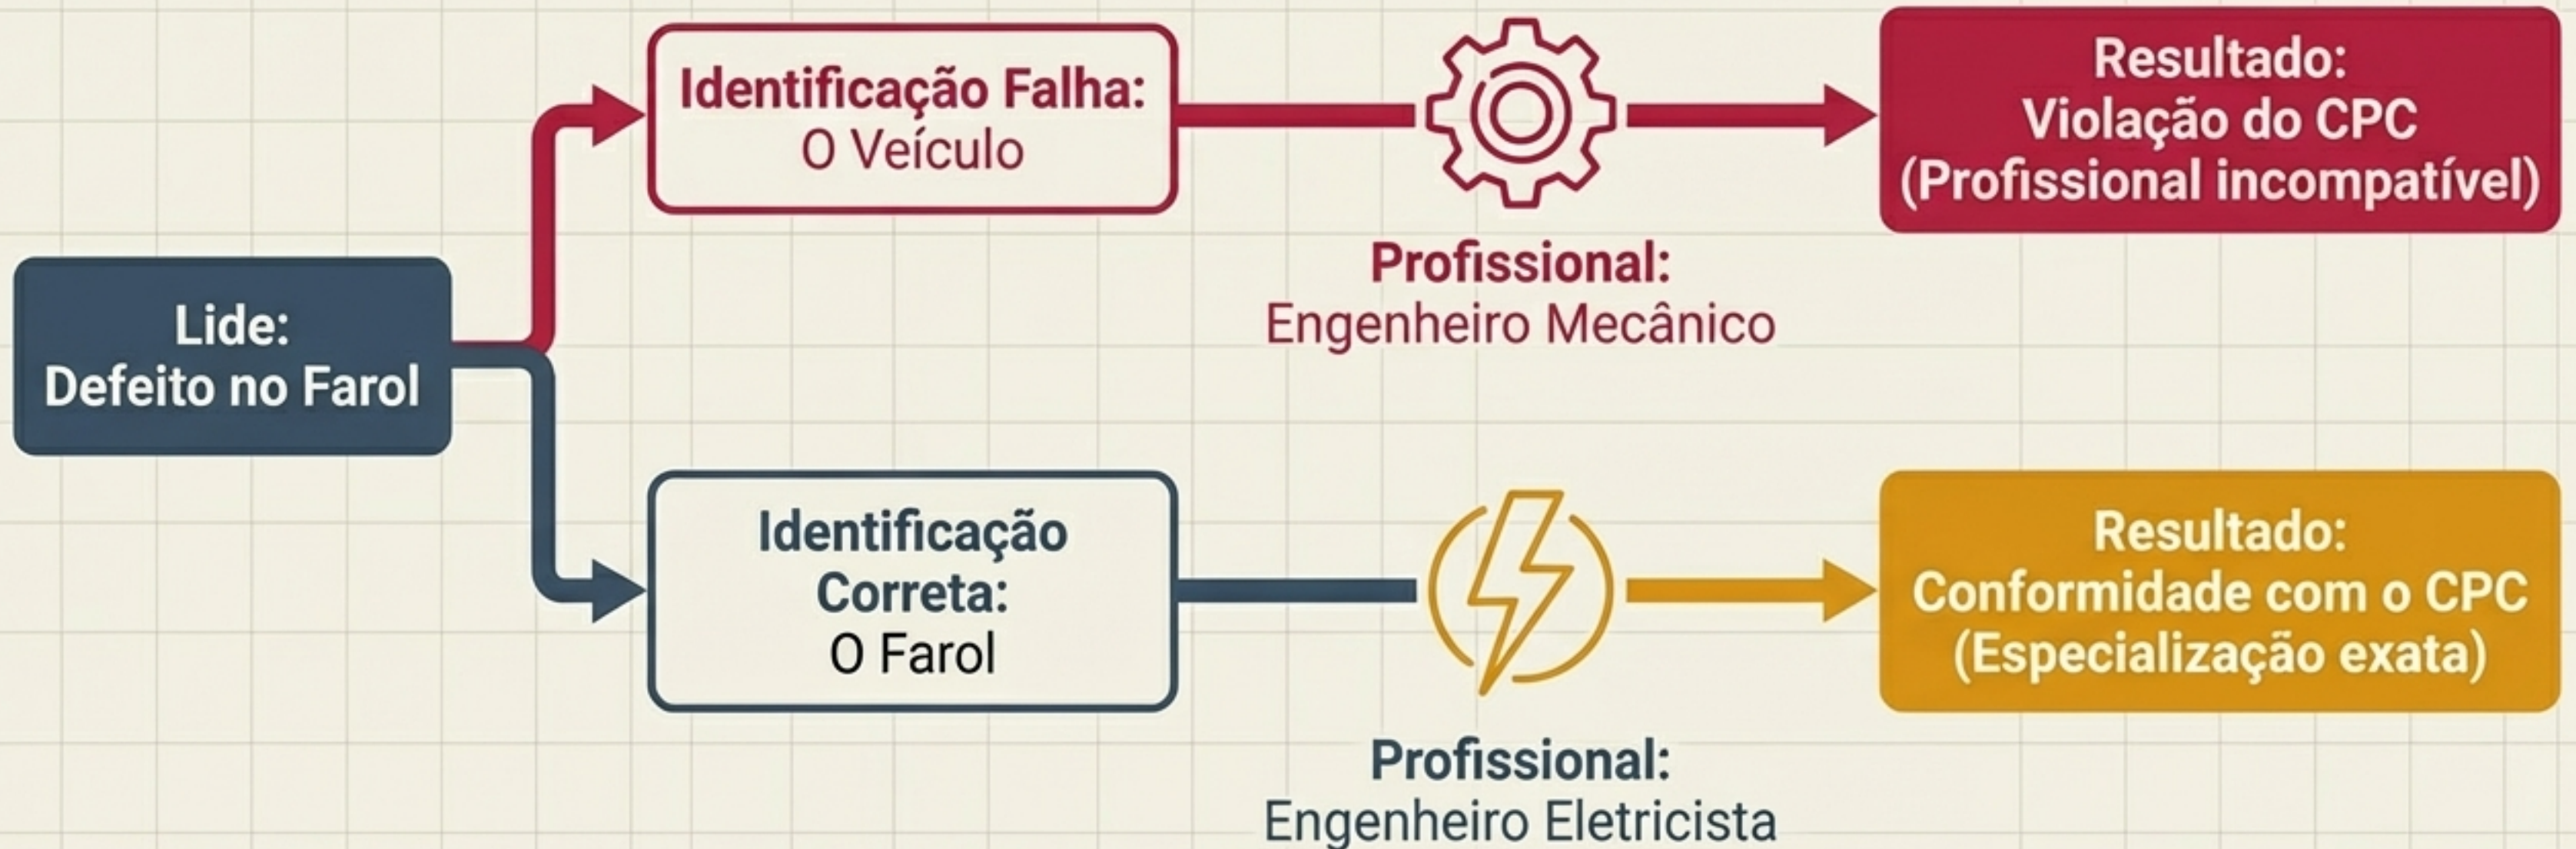 Lide:
Defeito no Farol
Identificação Falha:
O Veículo
Profissional:
Engenheiro Mecânico
Resultado:
Violação do CPC
(Profissional incompatível)
Identificação
Correta:
O Farol
Profissional:
Engenheiro Eletricista
Resultado:
Conformidade com o CPC
(Especialização exata)